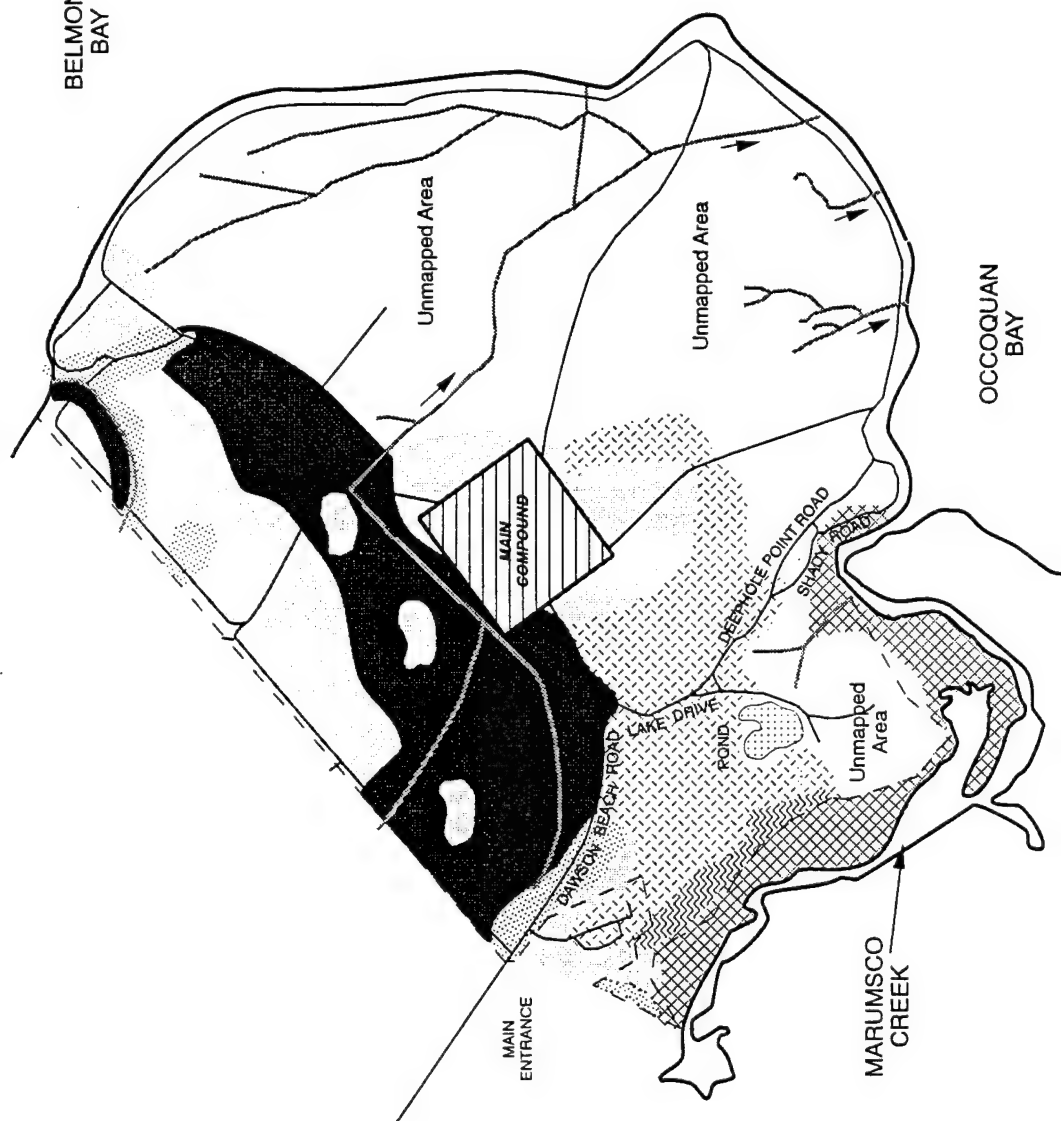 BELMON
BAY
Unmapped Area
Unmapped Area
OCCOQUAN
BAY
MAIN
COMPOUND
DEEPHOLE POINT ROAD
SHADY ROAD
LAKE DRIVE
DAWSON BEACH ROAD
POND
Unmapped
Area
MAIN
ENTRANCE
MARUMSCO
CREEK